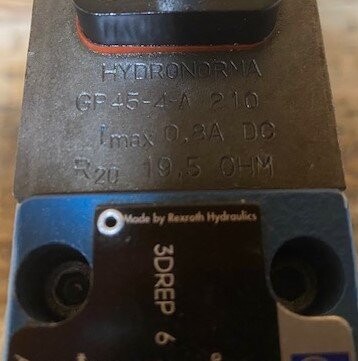 HYDRONORMA
GP45-4-A 210
Imax 0,8A DC
R20 19,5 OHM
Made by Rexroth Hydraulics
3DREP 6